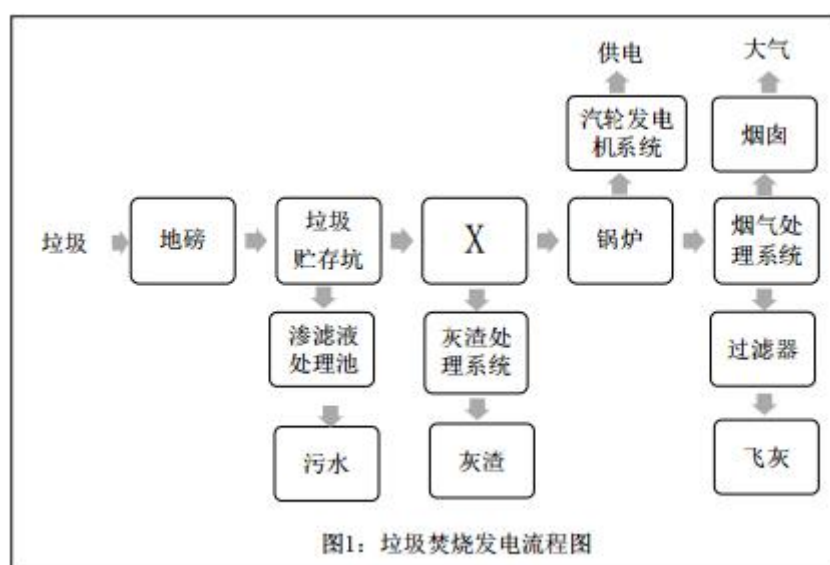 供电
大气
汽轮发电
机系统
烟囱
垃圾
地磅
垃圾
贮存坑
X
锅炉
烟气处
理系统
渗滤液
处理池
灰渣处
理系统
过滤器
污水
灰渣
飞灰
图1：垃圾焚烧发电流程图